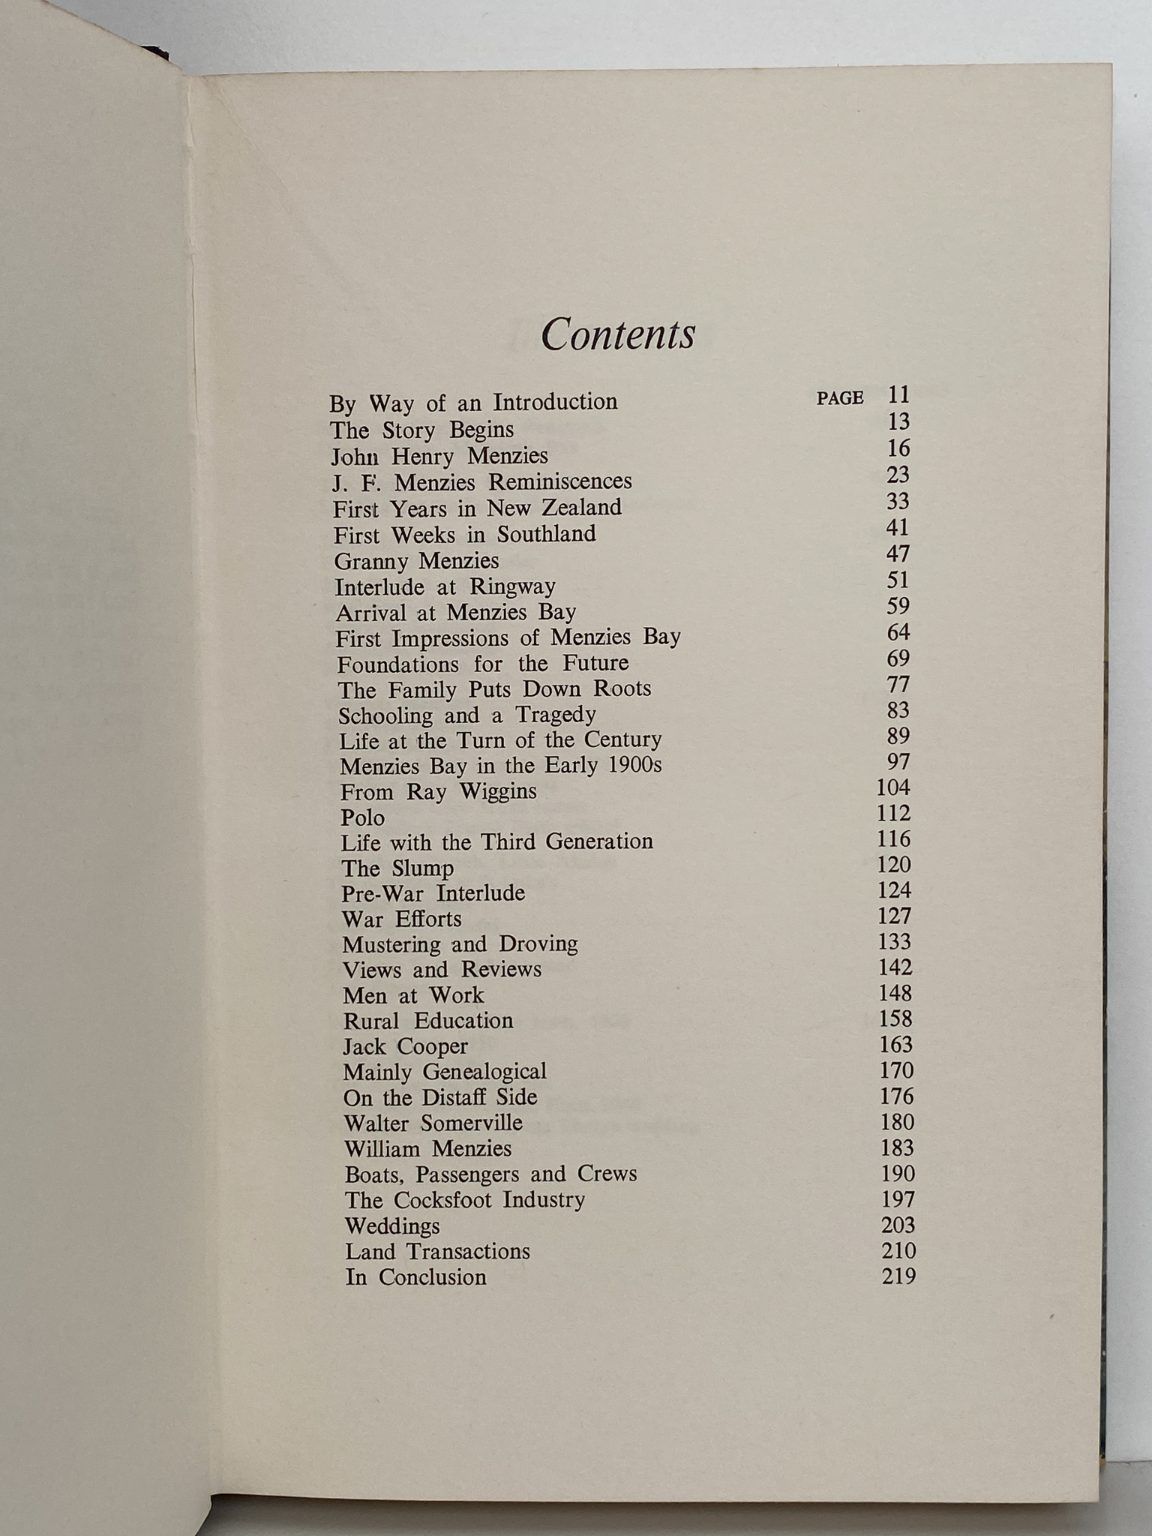 Contents
By Way of an Introduction PAGE 11
The Story Begins 13
John Henry Menzies 16
J. F. Menzies Reminiscences 23
First Years in New Zealand 33
First Weeks in Southland 41
Granny Menzies 47
Interlude at Ringway 51
Arrival at Menzies Bay 59
First Impressions of Menzies Bay 64
Foundations for the Future 69
The Family Puts Down Roots 77
Schooling and a Tragedy 83
Life at the Turn of the Century 89
Menzies Bay in the Early 1900s 97
From Ray Wiggins 104
Polo 112
Life with the Third Generation 116
The Slump 120
Pre-War Interlude 124
War Efforts 127
Mustering and Droving 133
Views and Reviews 142
Men at Work 148
Rural Education 158
Jack Cooper 163
Mainly Genealogical 170
On the Distaff Side 176
Walter Somerville 180
William Menzies 183
Boats, Passengers and Crews 190
The Cocksfoot Industry 197
Weddings 203
Land Transactions 210
In Conclusion 219